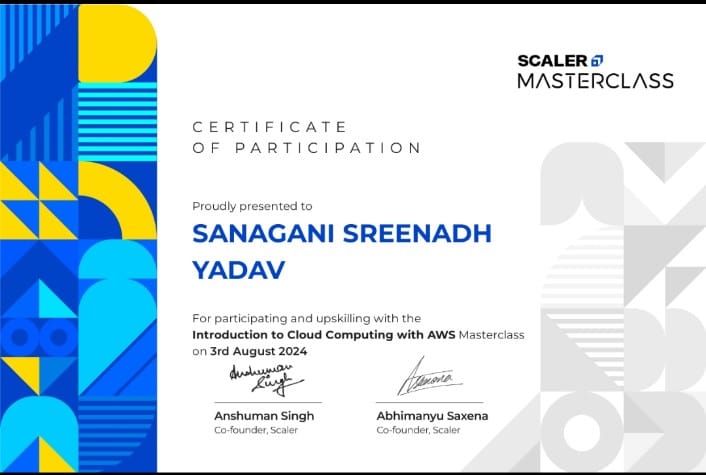 SCALER
MASTERCLASS
CERTIFICATE
OF PARTICIPATION
Proudly presented to
SANAGANI SREENADH
YADAV
For participating and upskilling with the
Introduction to Cloud Computing with AWS Masterclass
on 3rd August 2024
Anshuman
Singh
Asaxena
Anshuman Singh
Abhimanyu Saxena
Co-founder, Scaler
Co-founder, Scaler